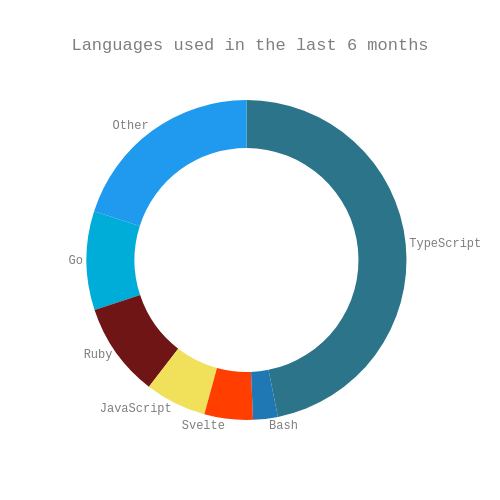 Languages used in the last 6 months
Other
TypeScript
Go
Ruby
JavaScript
Svelte
Bash